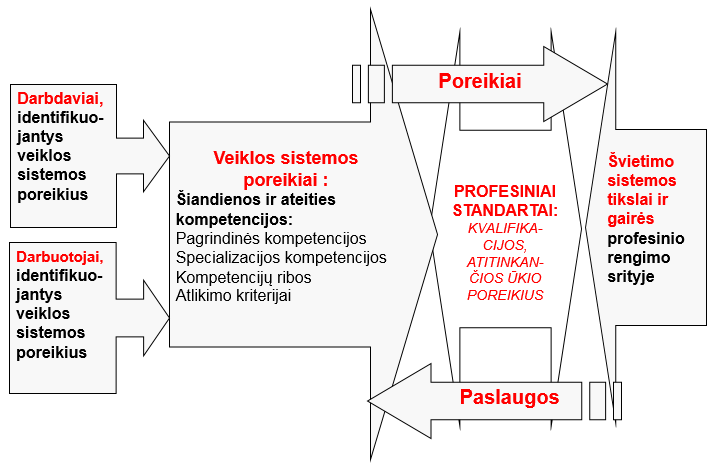 Poreikiai
Darbdaviai,
identifikuo-
jantys
veiklos
sistemos
poreikius
Darbuotojai,
identifikuo-
jantys
veiklos
sistemos
poreikius
Veiklos sistemos
poreikiai :
Šiandienos ir ateities
kompetencijos:
Pagrindinės kompetencijos
Specializacijos kompetencijos
Kompetencijų ribos
Atlikimo kriterijai
PROFESINIAI
STANDARTAI:
KVALIFIKA-
CIJOS,
ATITINKAN-
ČIOS ŪKIO
POREIKIUS
Švietimo
sistemos
tikslai ir
gairės
profesinio
rengimo
srityje
Paslaugos